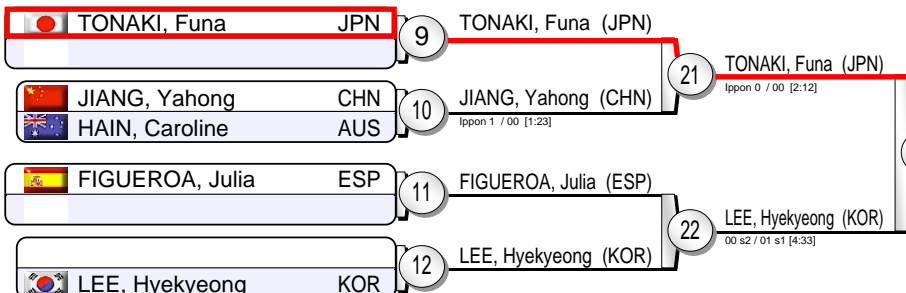 TONAKI, Funa JPN
9
TONAKI, Funa (JPN)
JIANG, Yahong CHN
HAIN, Caroline AUS
10
JIANG, Yahong (CHN)
Ippon 1 / 00 [1:23]
21
TONAKI, Funa (JPN)
Ippon 0 / 00 [2:12]
FIGUEROA, Julia ESP
11
FIGUEROA, Julia (ESP)
LEE, Hyekyeong KOR
12
LEE, Hyekyeong (KOR)
22
LEE, Hyekyeong (KOR)
00 s2 / 01 s1 [4:33]